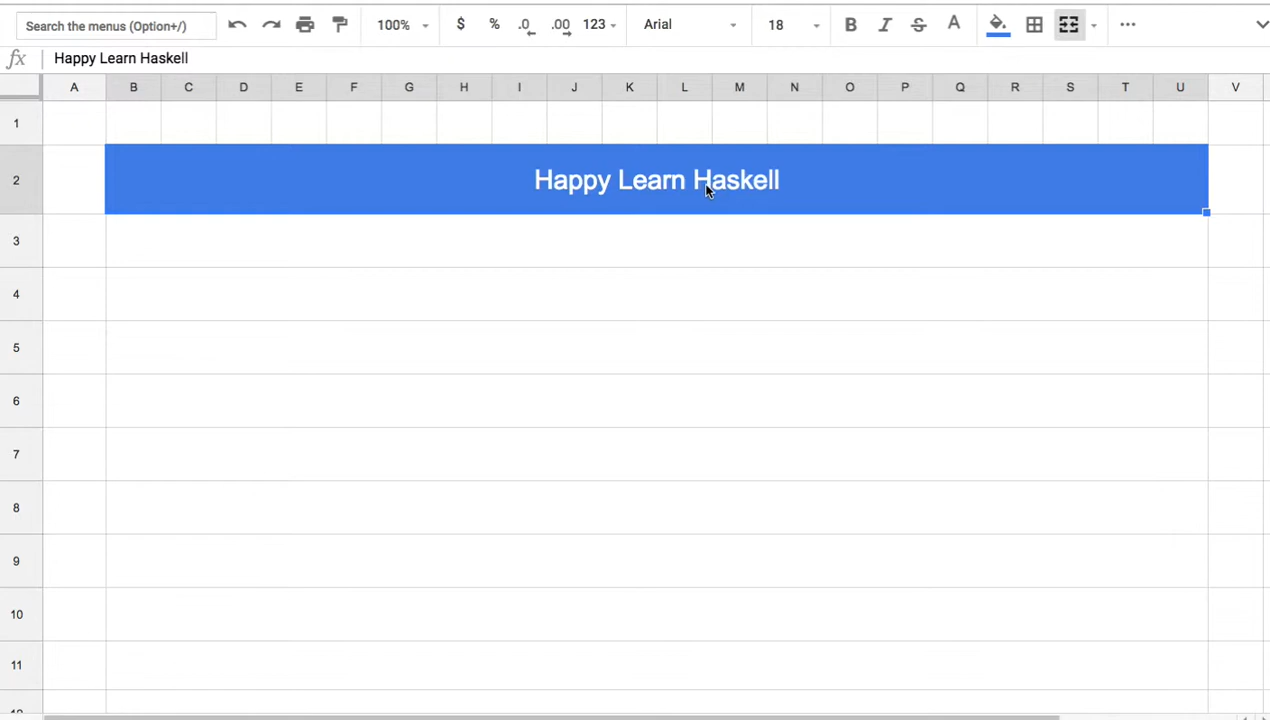 Search the menus (Option+/) 100% $ % .0 .00 123 Arial 18 B I S A
fx Happy Learn Haskell
A B C D E F G H I J K L M N O P Q R S T U V
1
2 Happy Learn Haskell
3
4
5
6
7
8
9
10
11